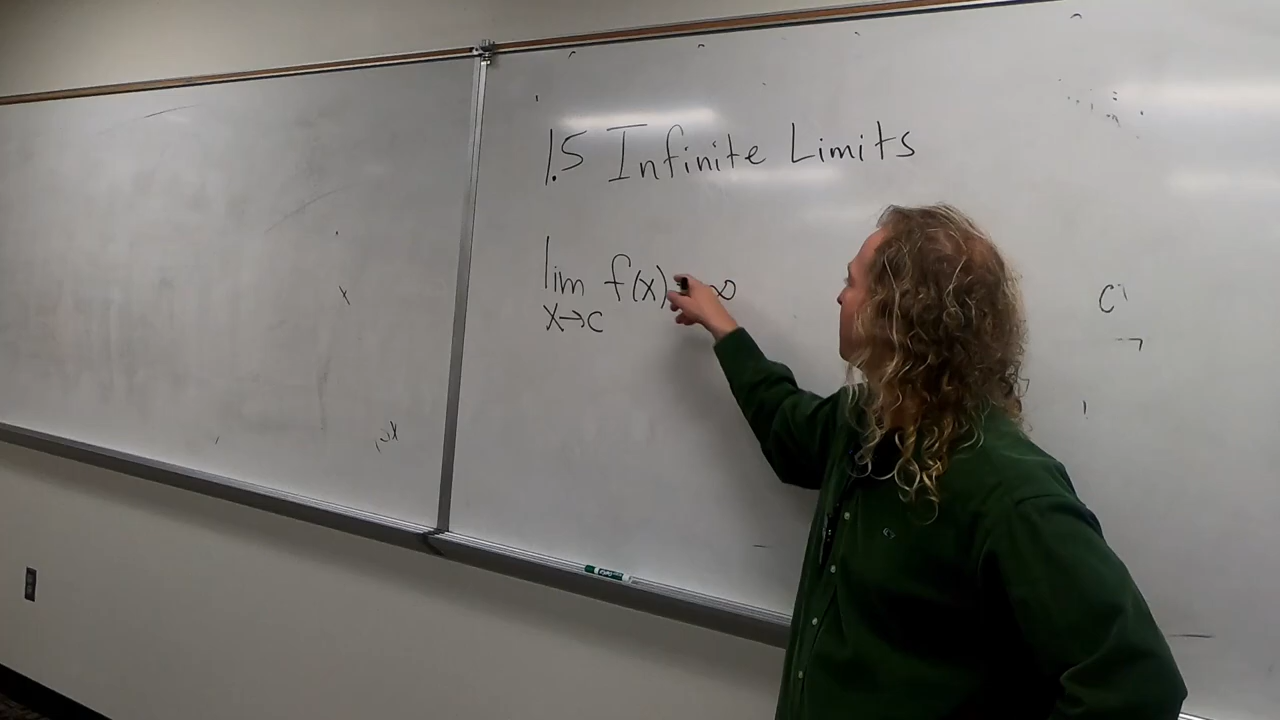 1.5 Infinite Limits
lim f(x) = ∞
x→c